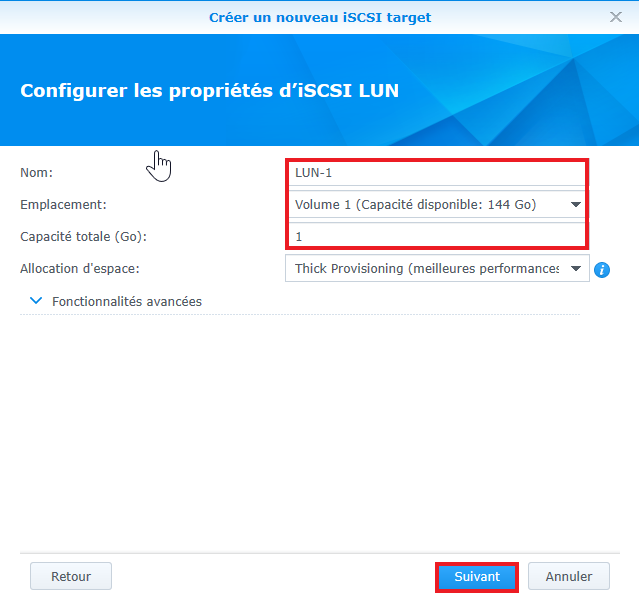 Créer un nouveau iSCSI target
Configurer les propriétés d’iSCSI LUN
Nom: LUN-1
Emplacement: Volume 1 (Capacité disponible: 144 Go)
Capacité totale (Go): 1
Allocation d'espace: Thick Provisioning (meilleures performances
Fonctionnalités avancées
Retour Suivant Annuler